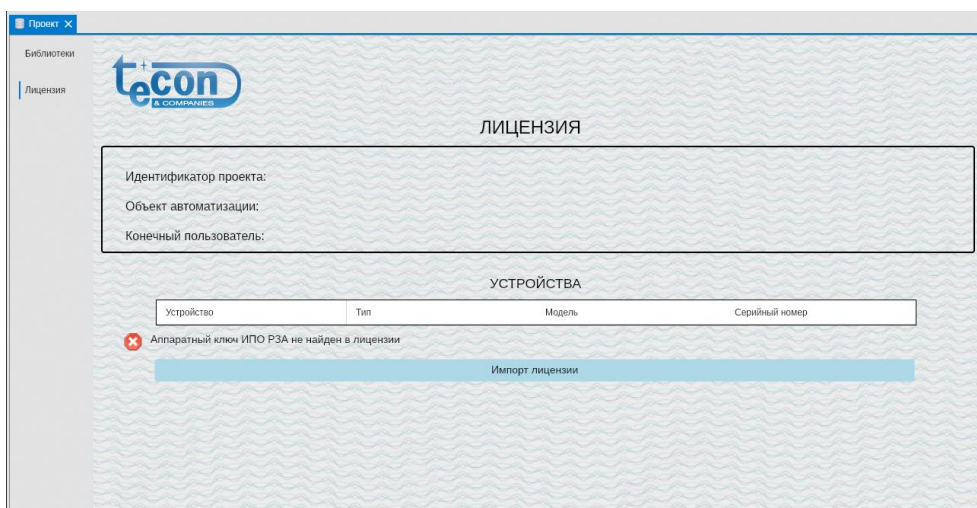 Проект
Библиотеки
Лицензия
tecon
& COMPANIES
ЛИЦЕНЗИЯ
Идентификатор проекта:
Объект автоматизации:
Конечный пользователь:
УСТРОЙСТВА
Устройство Тип Модель Серийный номер
Аппаратный ключ ИПО РЗА не найден в лицензии
Импорт лицензии